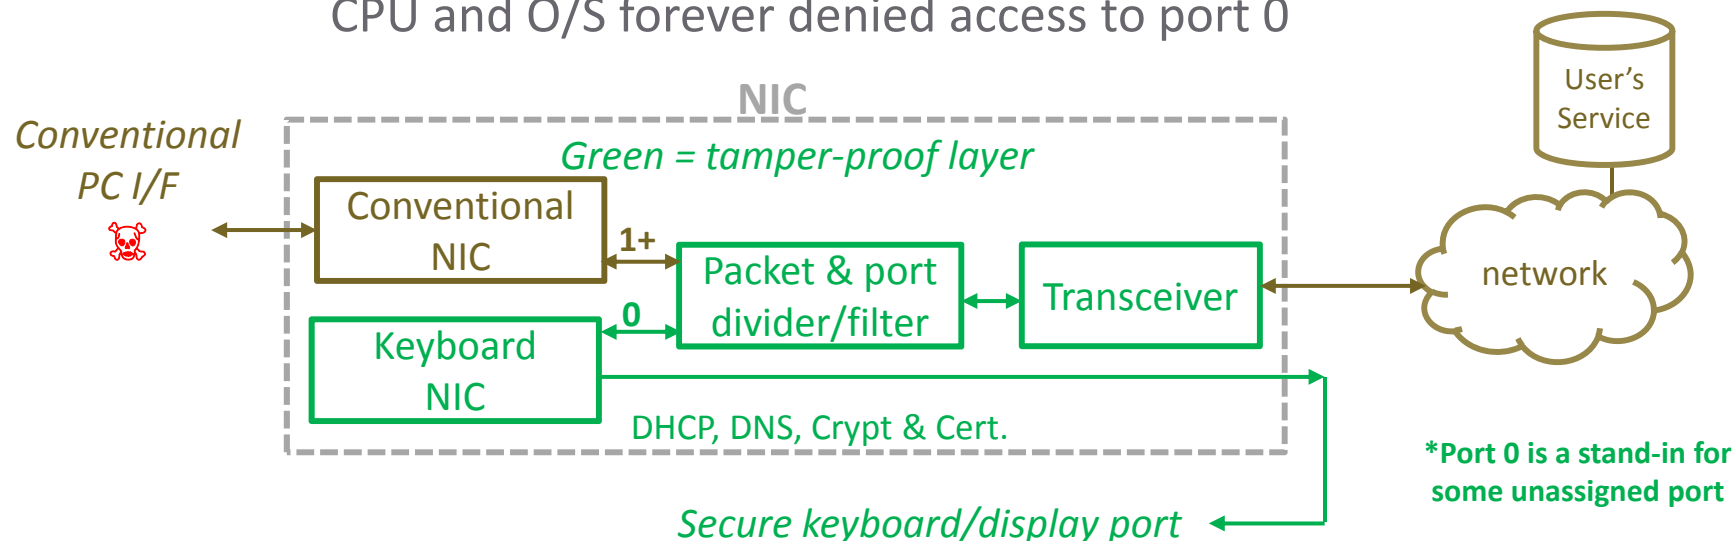 CPU and O/S forever denied access to port 0
NIC
User's
Service
Conventional
PC I/F
Green = tamper-proof layer
Conventional
NIC
1+
Packet & port
divider/filter
Transceiver
network
0
Keyboard
NIC
DHCP, DNS, Crypt & Cert.
*Port 0 is a stand-in for
some unassigned port
Secure keyboard/display port